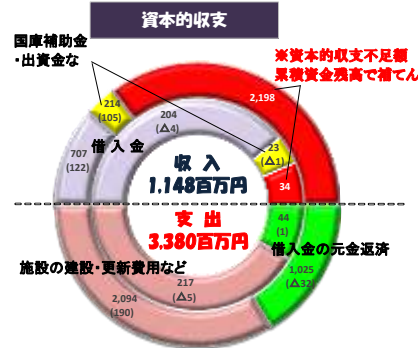 資本的収支
国庫補助金
・出資金な
※資本的収支不足額
累積資金残高で補てん
214
(105)
2,198
204
(△4)
借入金
707
(122)
23
(△1)
34
収 入
1.148百万円
支 出
3.380百万円
44
(1)
借入金の元金返済
施設の建設・更新費用など
1,025
(△32)
217
(△5)
2,094
(190)